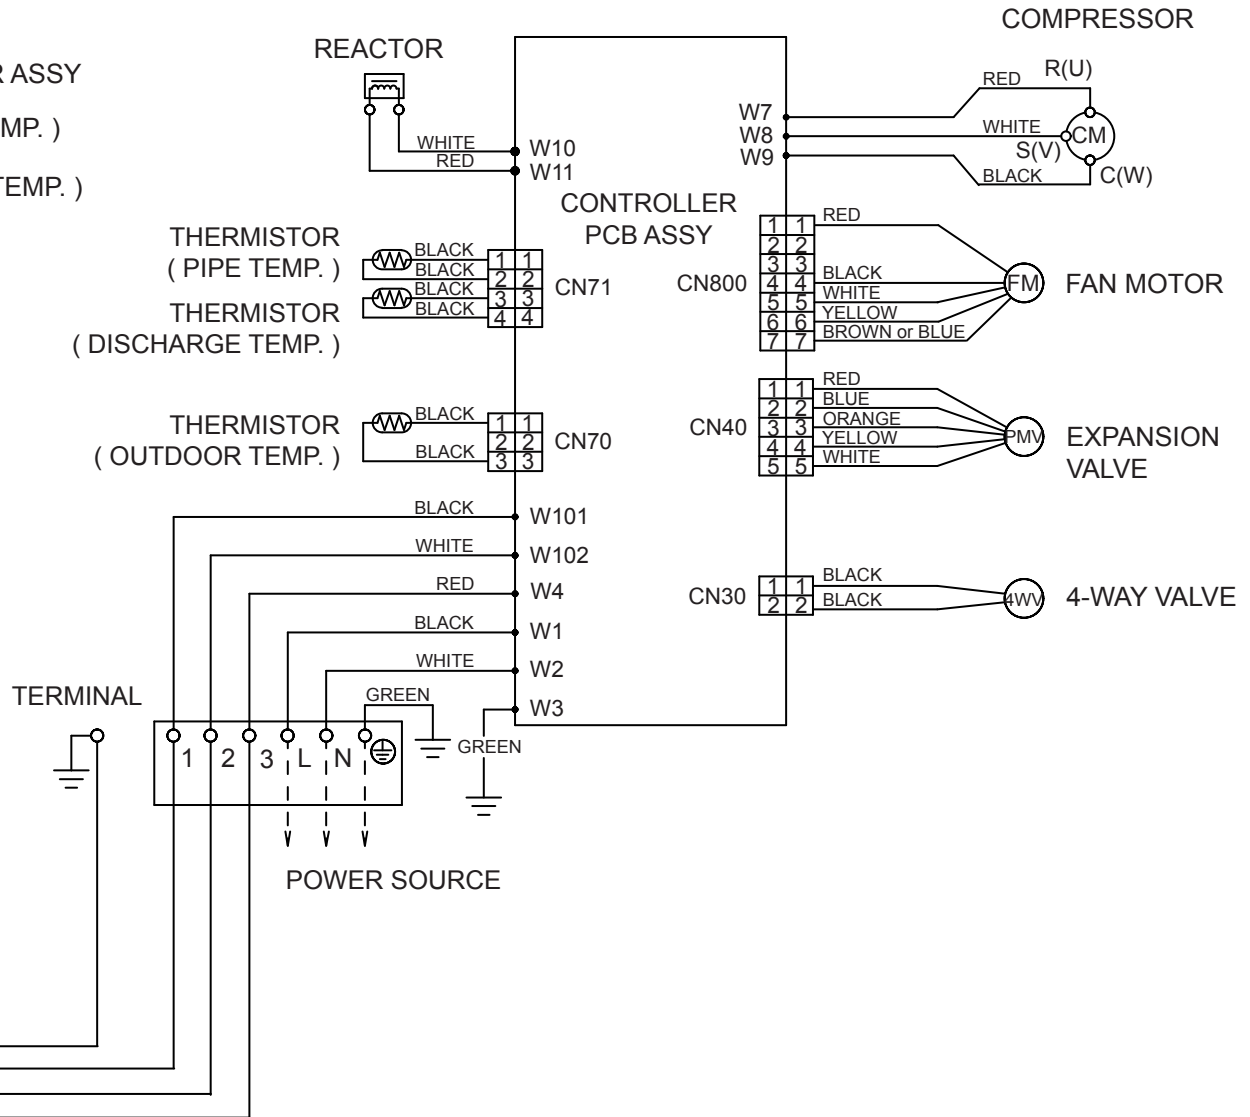 COMPRESSOR
REACTOR
R ASSY
MP. )
TEMP. )
RED
R(U)
W7
WHITE
W8
S(V)
CM
W9
BLACK
C(W)
WHITE
W10
RED
W11
CONTROLLER
PCB ASSY
THERMISTOR
( PIPE TEMP. )
BLACK
BLACK
BLACK
BLACK
1 1
2 2
3 3
4 4
CN71
THERMISTOR
( DISCHARGE TEMP. )
CN800
1 1
2 2
3 3
4 4
5 5
6 6
7 7
RED
BLACK
WHITE
YELLOW
BROWN or BLUE
FM
FAN MOTOR
THERMISTOR
( OUTDOOR TEMP. )
BLACK
BLACK
1 1
2 2
3 3
CN70
CN40
1 1
2 2
3 3
4 4
5 5
RED
BLUE
ORANGE
YELLOW
WHITE
PMV
EXPANSION
VALVE
BLACK
W101
WHITE
W102
RED
W4
BLACK
W1
WHITE
W2
GREEN
W3
GREEN
CN30
1 1
2 2
BLACK
BLACK
4WV
4-WAY VALVE
TERMINAL
1 2 3 L N
POWER SOURCE